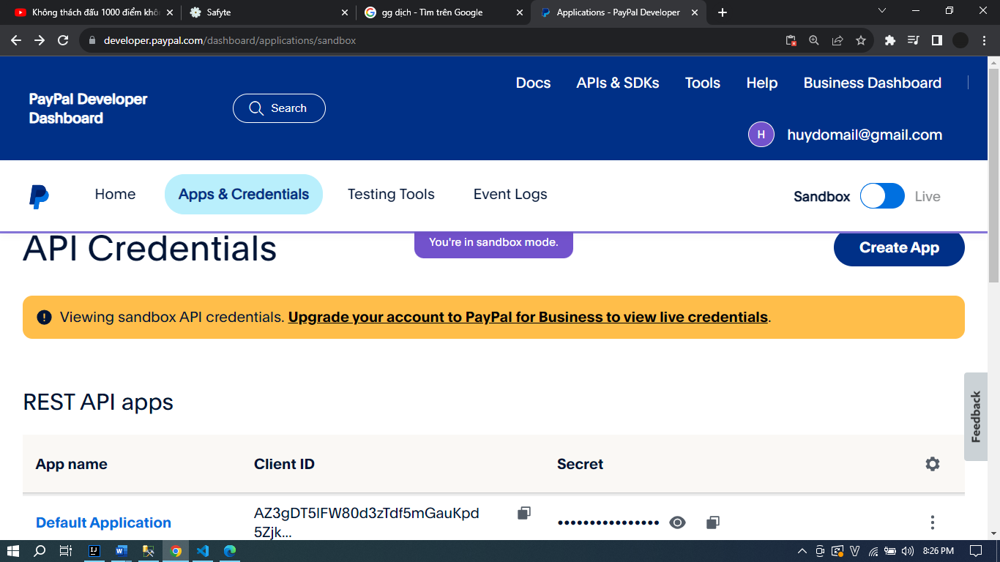 Không thách đấu 1000 điểm khôn
Safyte
gg dịch - Tìm trên Google
Applications - PayPal Developer
developer.paypal.com/dashboard/applications/sandbox
PayPal Developer
Dashboard
Search
Docs
APIs & SDKs
Tools
Help
Business Dashboard
H
huydomail@gmail.com
Home
Apps & Credentials
Testing Tools
Event Logs
Sandbox
Live
API Credentials
You're in sandbox mode.
Create App
Viewing sandbox API credentials. Upgrade your account to PayPal for Business to view live credentials.
Feedback
REST API apps
App name
Client ID
Secret
Default Application
AZ3gDT5lFW80d3zTdf5mGauKpd
5Zjk...
••••••••••••••••
8:26 PM